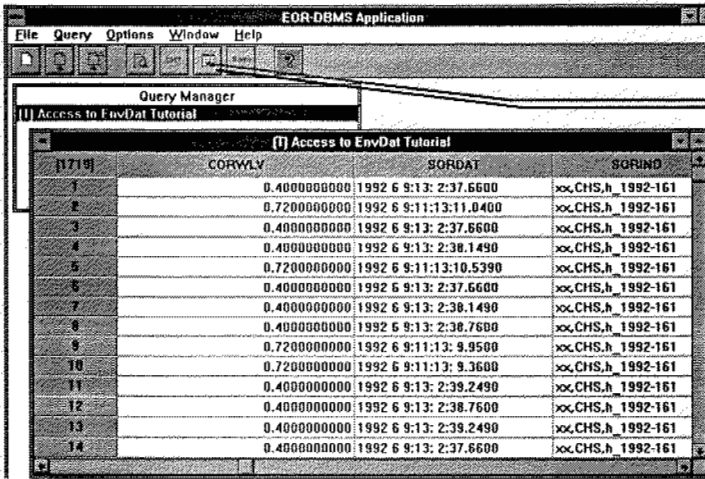 EOR-DBMS Application
File Query Options Window Help
Query Manager
[I] Access to EnvDat Tutorial
[T] Access to EnvDat Tutorial
[1719] CORWLV SORDAT SORIND
1 0.4000000000 1992 6 9:13: 2:37.6600 xx,CHS,h_1992-161
2 0.7200000000 1992 6 9:11:13:11.0400 xx,CHS,h_1992-161
3 0.4000000000 1992 6 9:13: 2:37.6600 xx,CHS,h_1992-161
4 0.4000000000 1992 6 9:13: 2:38.1490 xx,CHS,h_1992-161
5 0.7200000000 1992 6 9:11:13:10.5390 xx,CHS,h_1992-161
6 0.4000000000 1992 6 9:13: 2:37.6600 xx,CHS,h_1992-161
7 0.4000000000 1992 6 9:13: 2:38.1490 xx,CHS,h_1992-161
8 0.4000000000 1992 6 9:13: 2:38.7600 xx,CHS,h_1992-161
9 0.7200000000 1992 6 9:11:13: 9.9500 xx,CHS,h_1992-161
10 0.7200000000 1992 6 9:11:13: 9.3600 xx,CHS,h_1992-161
11 0.4000000000 1992 6 9:13: 2:39.2490 xx,CHS,h_1992-161
12 0.4000000000 1992 6 9:13: 2:38.7600 xx,CHS,h_1992-161
13 0.4000000000 1992 6 9:13: 2:39.2490 xx,CHS,h_1992-161
14 0.4000000000 1992 6 9:13: 2:37.6600 xx,CHS,h_1992-161